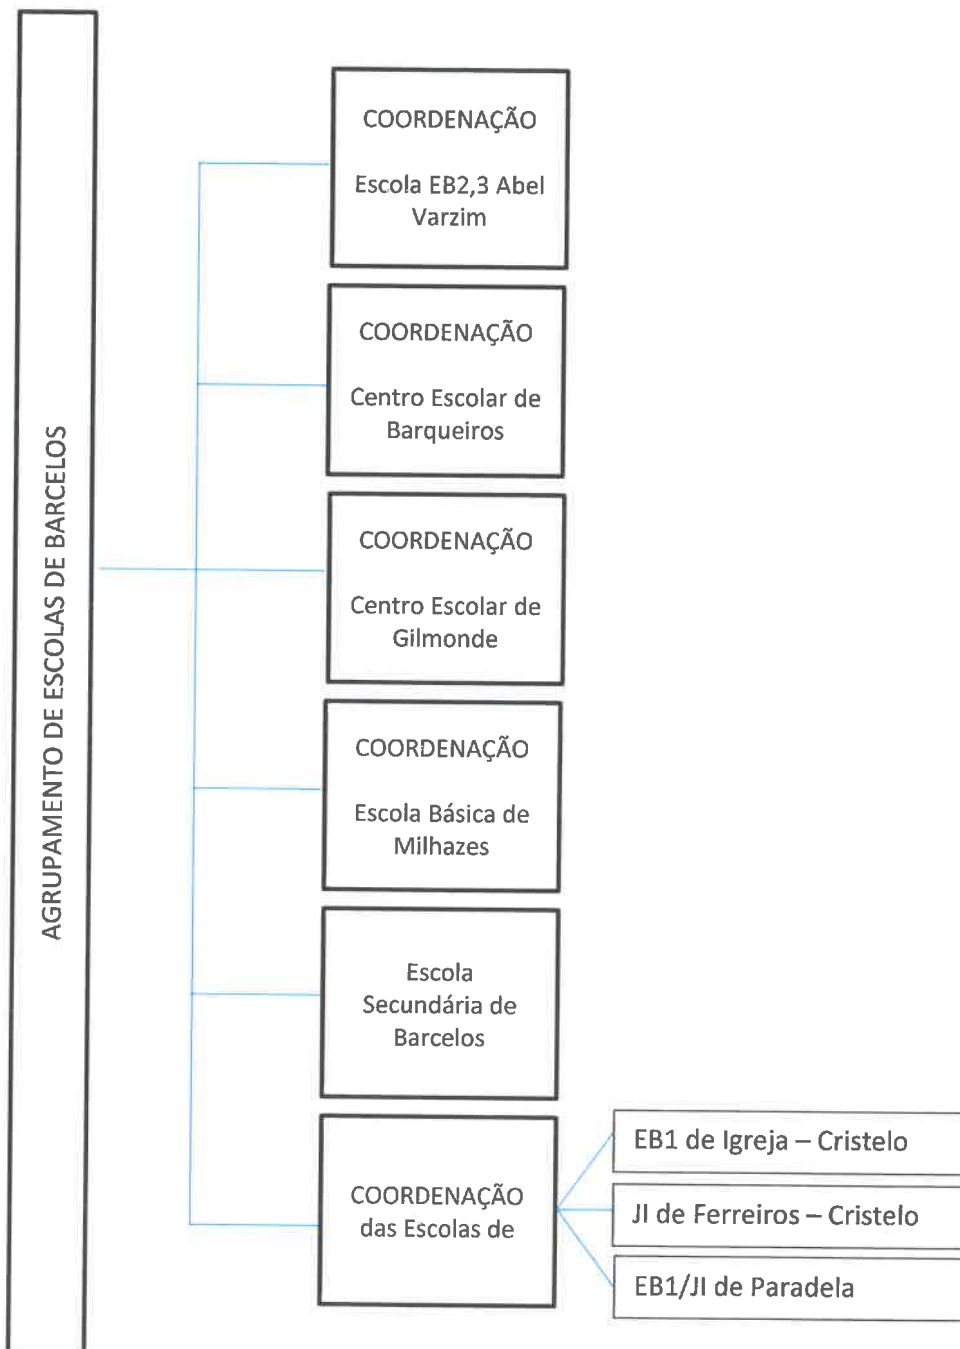 AGRUPAMENTO DE ESCOLAS DE BARCELOS
COORDENAÇÃO
Escola EB2,3 Abel
Varzim
COORDENAÇÃO
Centro Escolar de
Barqueiros
COORDENAÇÃO
Centro Escolar de
Gilmonde
COORDENAÇÃO
Escola Básica de
Milhazes
Escola
Secundária de
Barcelos
COORDENAÇÃO
das Escolas de
EB1 de Igreja – Cristelo
JI de Ferreiros – Cristelo
EB1/JI de Paradela